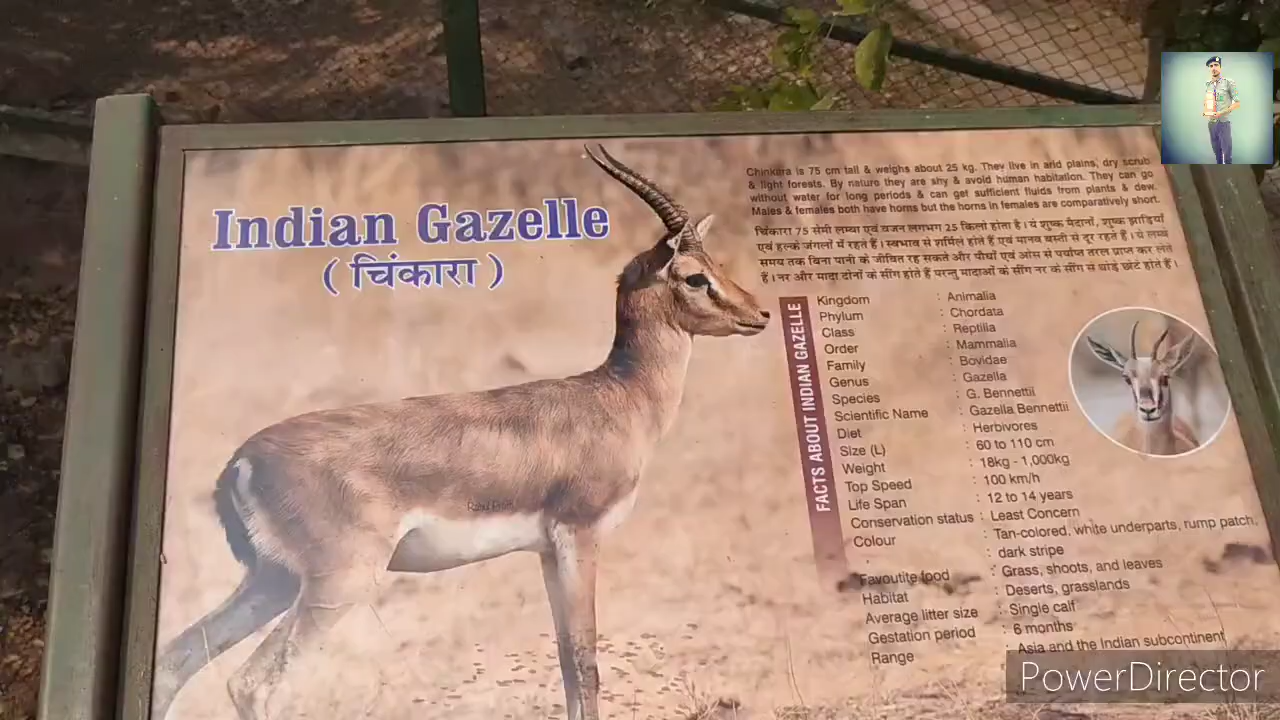 Indian Gazelle
( चिंकारा )
Chinkara is 75 cm tall & weighs about 25 kg. They live in arid plains, dry scrub
& light forests. By nature they are shy & avoid human habitation. They can go
without water for long periods & can get sufficient fluids from plants & dew.
Males & females both have horns but the horns in females are comparatively short.
चिंकारा 75 सेमी लम्बा एवं वजन लगभग 25 किलो होता है। ये शुष्क मैदानों, शुष्क झाड़ियों
एवं हल्के जंगलों में रहते हैं। स्वभाव से शर्मिले होते हैं एवं मानव बस्ती से दूर रहते हैं। ये लम्बे
समय तक बिना पानी के जीवित रह सकते और पौधों एवं ओस से पर्याप्त तरल प्राप्त कर लेते
हैं। नर और मादा दोनों के सींग होते हैं परन्तु मादाओं के सींग नर के सींग से थोड़े छोटे होते हैं।
FACTS ABOUT INDIAN GAZELLE
Kingdom : Animalia
Phylum : Chordata
Class : Reptilia
Order : Mammalia
Family : Bovidae
Genus : Gazella
Species : G. Bennettii
Scientific Name : Gazella Bennettii
Diet : Herbivores
Size (L) : 60 to 110 cm
Weight : 18kg - 1,000kg
Top Speed : 100 km/h
Life Span : 12 to 14 years
Conservation status : Least Concern
Colour : Tan-colored, white underparts, rump patch,
: dark stripe
Favoutite food : Grass, shoots, and leaves
Habitat : Deserts, grasslands
Average litter size : Single calf
Gestation period : 6 months
Range : Asia and the Indian subcontinent
PowerDirector